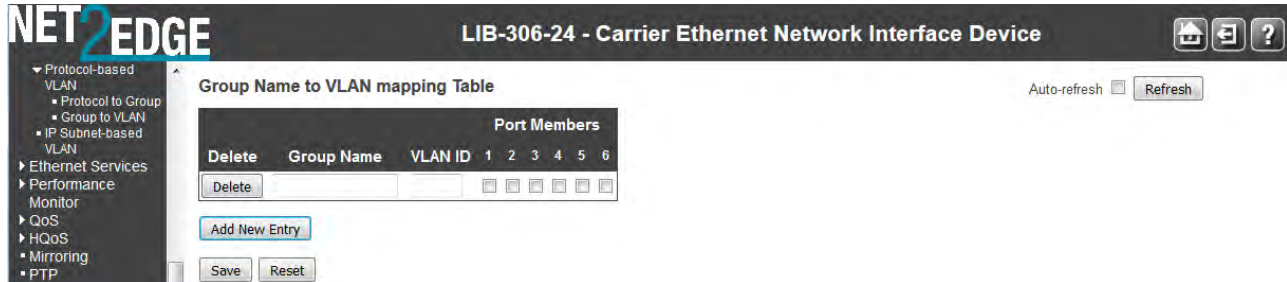 NET2EDGE
LIB-306-24 - Carrier Ethernet Network Interface Device
?
Protocol-based
VLAN
Protocol to Group
Group to VLAN
IP Subnet-based
VLAN
Ethernet Services
Performance
Monitor
QoS
HQoS
Mirroring
PTP
Group Name to VLAN mapping Table
Auto-refresh Refresh
Port Members
Delete Group Name VLAN ID 1 2 3 4 5 6
Delete
Add New Entry
Save Reset